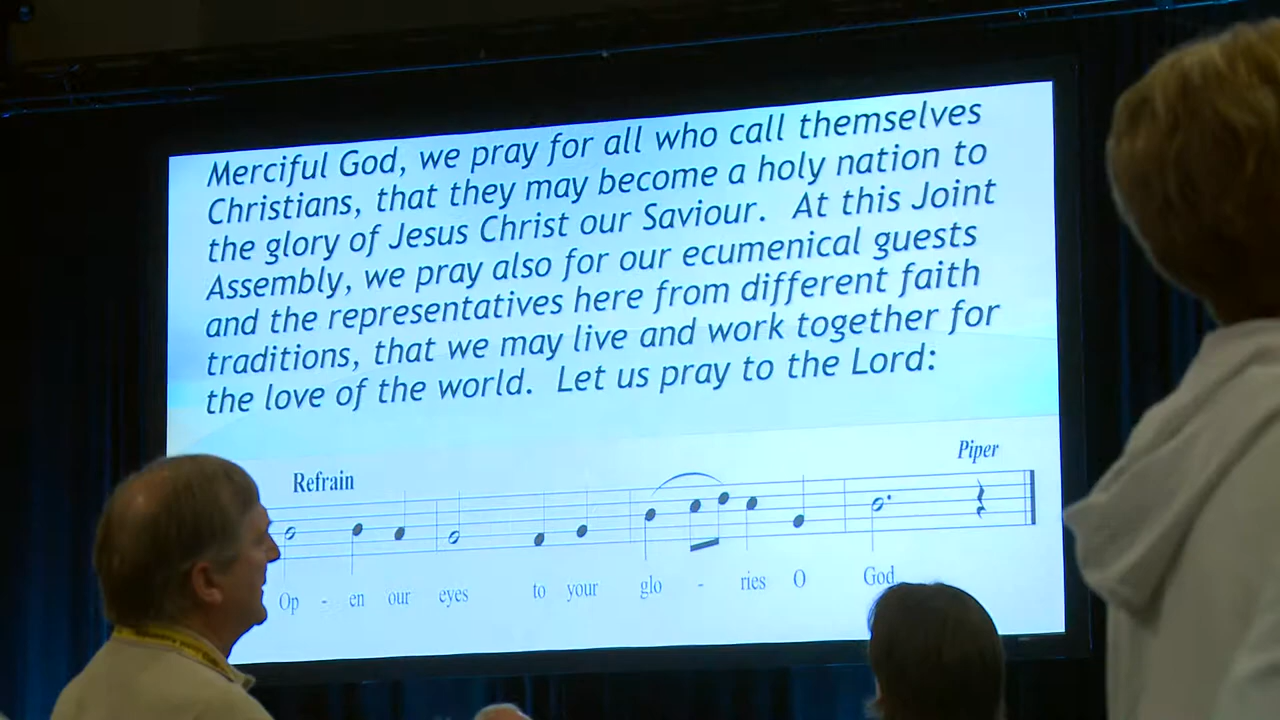 Merciful God, we pray for all who call themselves
Christians, that they may become a holy nation to
the glory of Jesus Christ our Saviour. At this Joint
Assembly, we pray also for our ecumenical guests
and the representatives here from different faith
traditions, that we may live and work together for
the love of the world. Let us pray to the Lord:
Piper
Refrain
Op - en our eyes to your glo - ries O God